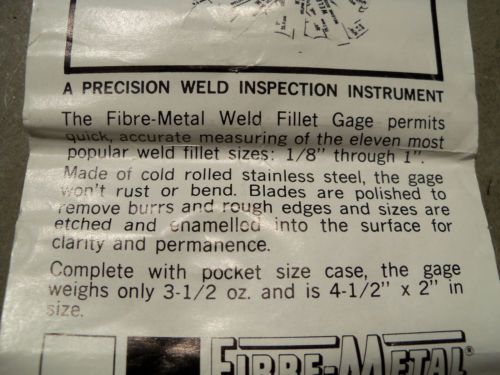 A PRECISION WELD INSPECTION INSTRUMENT
The Fibre-Metal Weld Fillet Gage permits
quick, accurate measuring of the eleven most
popular weld fillet sizes: 1/8" through 1".
Made of cold rolled stainless steel, the gage
won't rust or bend. Blades are polished to
remove burrs and rough edges and sizes are
etched and enamelled into the surface for
clarity and permanence.
Complete with pocket size case, the gage
weighs only 3-1/2 oz. and is 4-1/2" x 2" in
size.
FIBRE-METAL®